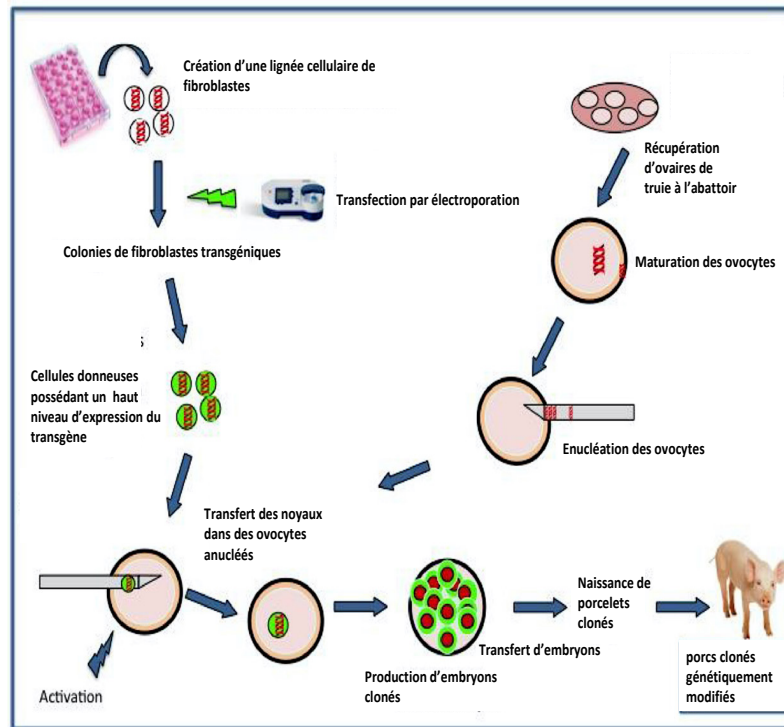 Création d'une lignée cellulaire de
fibroblastes
Transfection par électroporation
Colonies de fibroblastes transgéniques
Cellules donneuses
possédant un haut
niveau d'expression du
transgène
Récupération
d'ovaires de
truie à l'abattoir
Maturation des ovocytes
Enucléation des ovocytes
Transfert des noyaux
dans des ovocytes
anucléés
Activation
Production d'embryons
clonés
Transfert d'embryons
Naissance de
porcelets
clonés
porcs clonés
génétiquement
modifiés